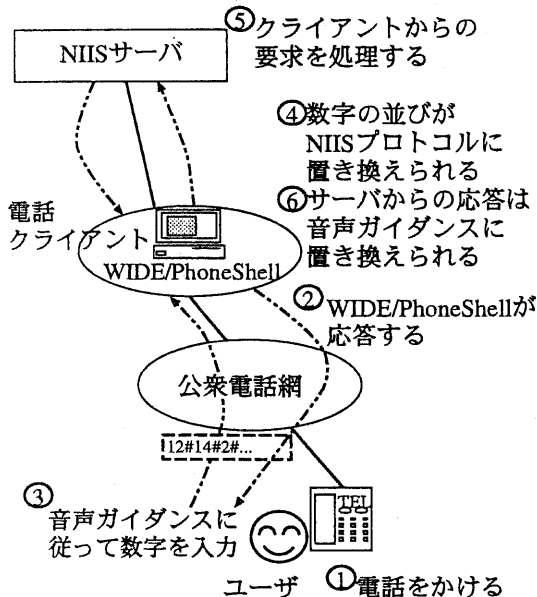 ⑤クライアントからの
要求を処理する
NIISサーバ
④数字の並びが
NIISプロトコルに
置き換えられる
⑥サーバからの応答は
音声ガイダンスに
置き換えられる
電話
クライアント
WIDE/PhoneShell
②WIDE/PhoneShellが
応答する
公衆電話網
12#14#2#...
③
音声ガイダンスに
従って数字を入力
TEL
ユーザ
①電話をかける